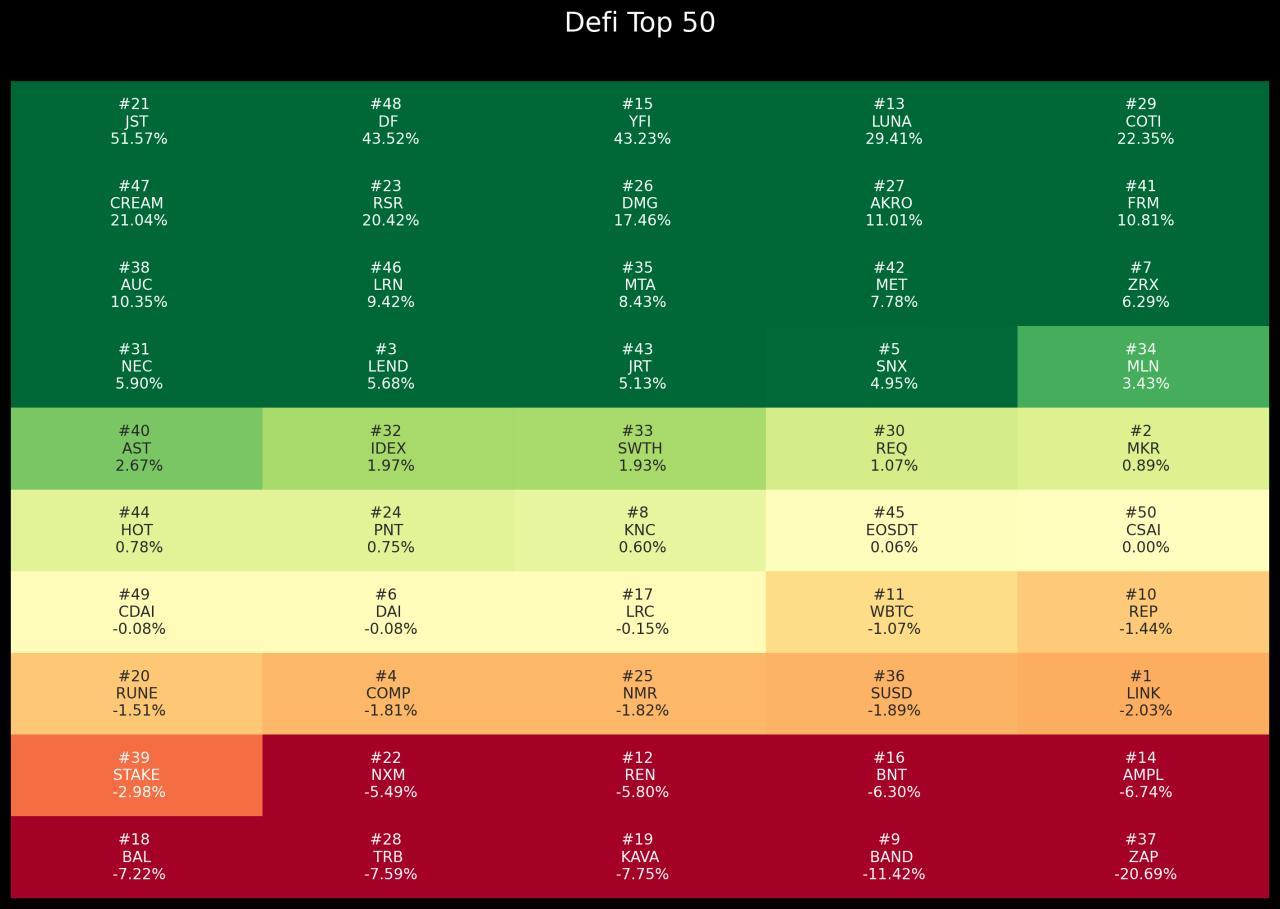 Defi Top 50
#21 #48 #15 #13 #29
JST DF YFI LUNA COTI
51.57% 43.52% 43.23% 29.41% 22.35%
#47 #23 #26 #27 #41
CREAM RSR DMG AKRO FRM
21.04% 20.42% 17.46% 11.01% 10.81%
#38 #46 #35 #42 #7
AUC LRN MTA MET ZRX
10.35% 9.42% 8.43% 7.78% 6.29%
#31 #3 #43 #5 #34
NEC LEND JRT SNX MLN
5.90% 5.68% 5.13% 4.95% 3.43%
#40 #32 #33 #30 #2
AST IDEX SWTH REQ MKR
2.67% 1.97% 1.93% 1.07% 0.89%
#44 #24 #8 #45 #50
HOT PNT KNC EOSDT CSAI
0.78% 0.75% 0.60% 0.06% 0.00%
#49 #6 #17 #11 #10
CDAI DAI LRC WBTC REP
-0.08% -0.08% -0.15% -1.07% -1.44%
#20 #4 #25 #36 #1
RUNE COMP NMR SUSD LINK
-1.51% -1.81% -1.82% -1.89% -2.03%
#39 #22 #12 #16 #14
STAKE NXM REN BNT AMPL
-2.98% -5.49% -5.80% -6.30% -6.74%
#18 #28 #19 #9 #37
BAL TRB KAVA BAND ZAP
-7.22% -7.59% -7.75% -11.42% -20.69%